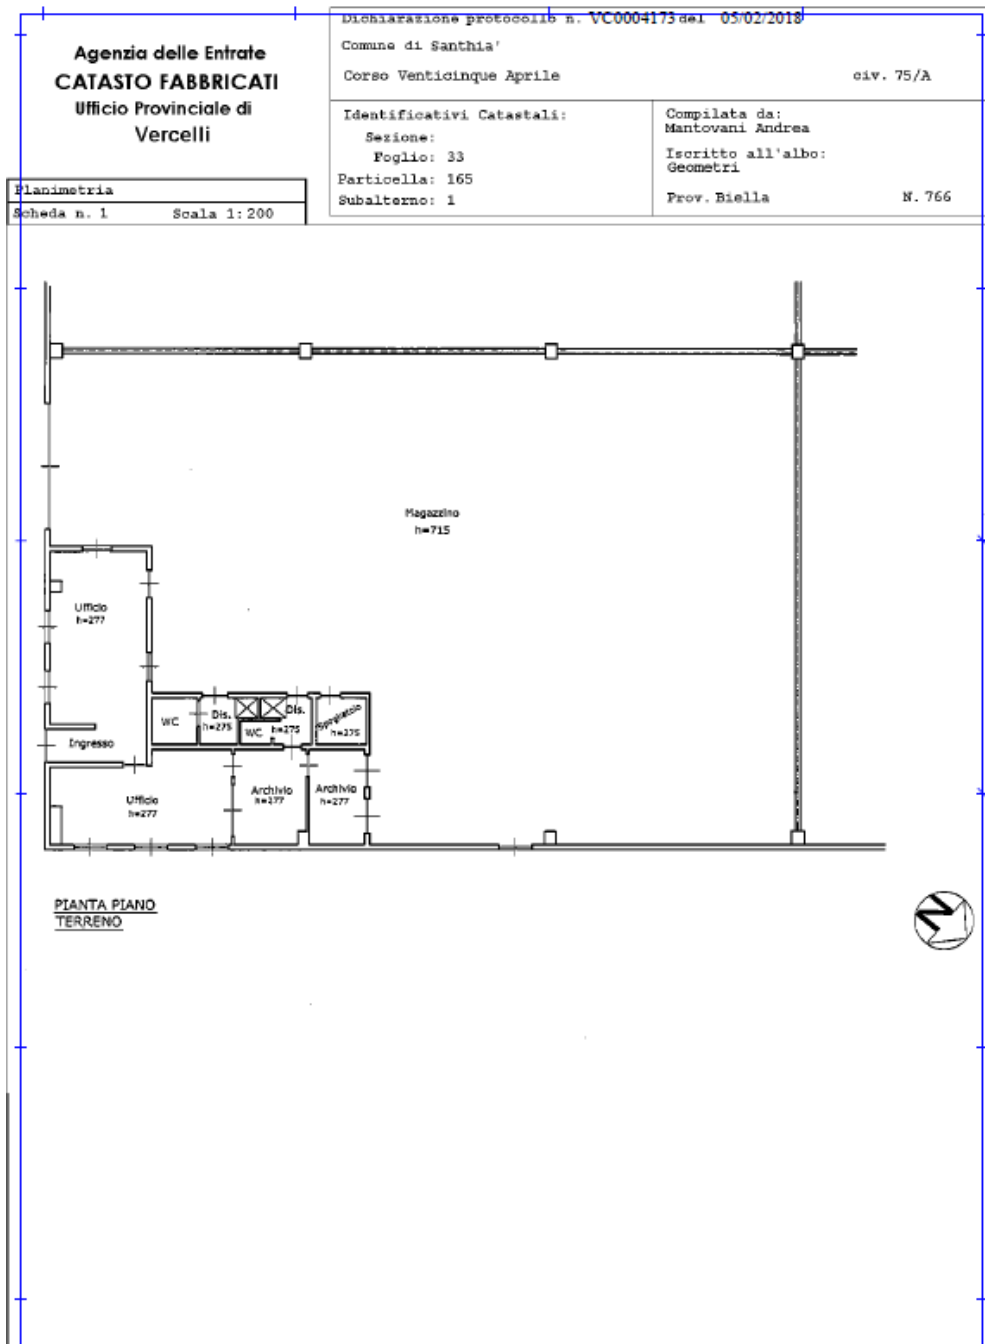 Agenzia delle Entrate
CATASTO FABBRICATI
Ufficio Provinciale di
Vercelli
Dichiarazione protocollo n. VC0004173 del 05/02/2018
Comune di Santhia'
Corso Venticinque Aprile civ. 75/A
Identificativi Catastali:
Sezione:
Foglio: 33
Particella: 165
Subalterno: 1
Compilata da:
Mantovani Andrea
Iscritto all'albo:
Geometri
Prov. Biella N. 766
Planimetria
Scheda n. 1 Scala 1:200
Magazzino
h=715
Ufficio
h=277
WC
Dis.
h=275
WC
Dis.
h=275
Spogliatoio
h=275
Ingresso
Ufficio
h=277
Archivio
h=277
Archivio
h=277
PIANTA PIANO
TERRENO
N